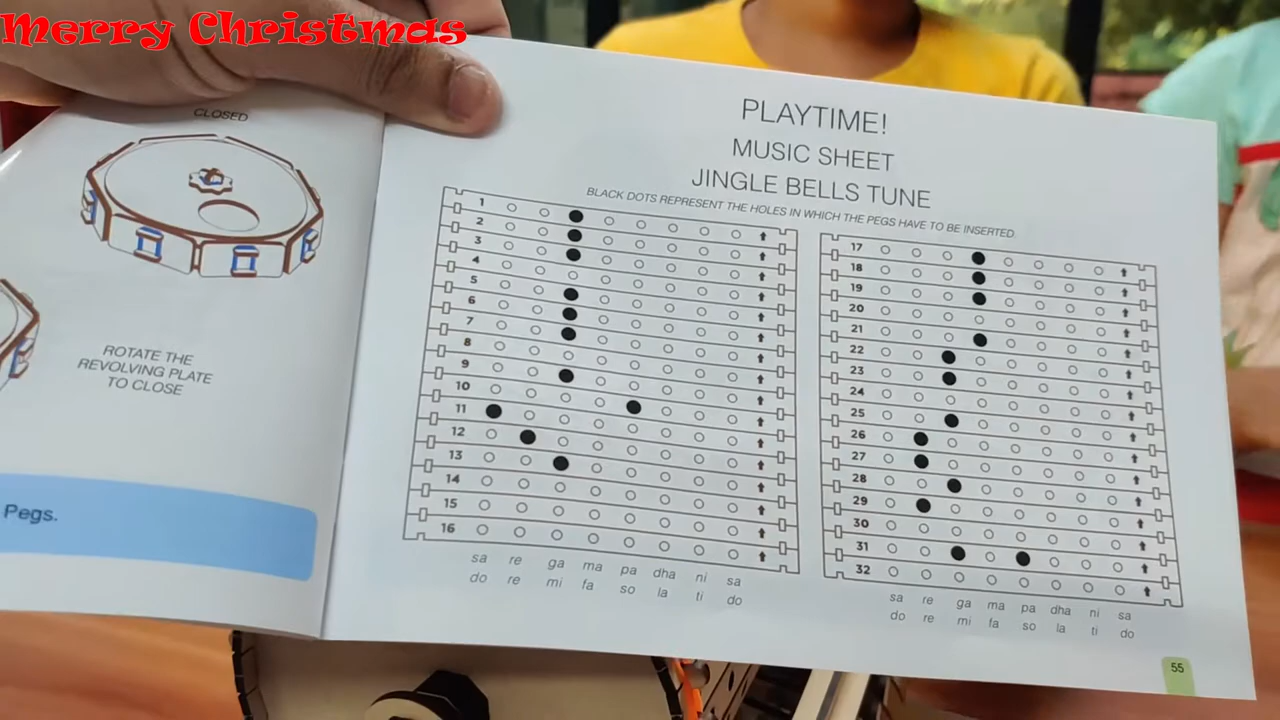 Merry Christmas
CLOSED
ROTATE THE
REVOLVING PLATE
TO CLOSE
Pegs.
PLAYTIME!
MUSIC SHEET
JINGLE BELLS TUNE
BLACK DOTS REPRESENT THE HOLES IN WHICH THE PEGS HAVE TO BE INSERTED.
1
2
3
4
5
6
7
8
9
10
11
12
13
14
15
16
sa re ga ma pa dha ni sa
do re mi fa so la ti do
17
18
19
20
21
22
23
24
25
26
27
28
29
30
31
32
sa re ga ma pa dha ni sa
do re mi fa so la ti do
55